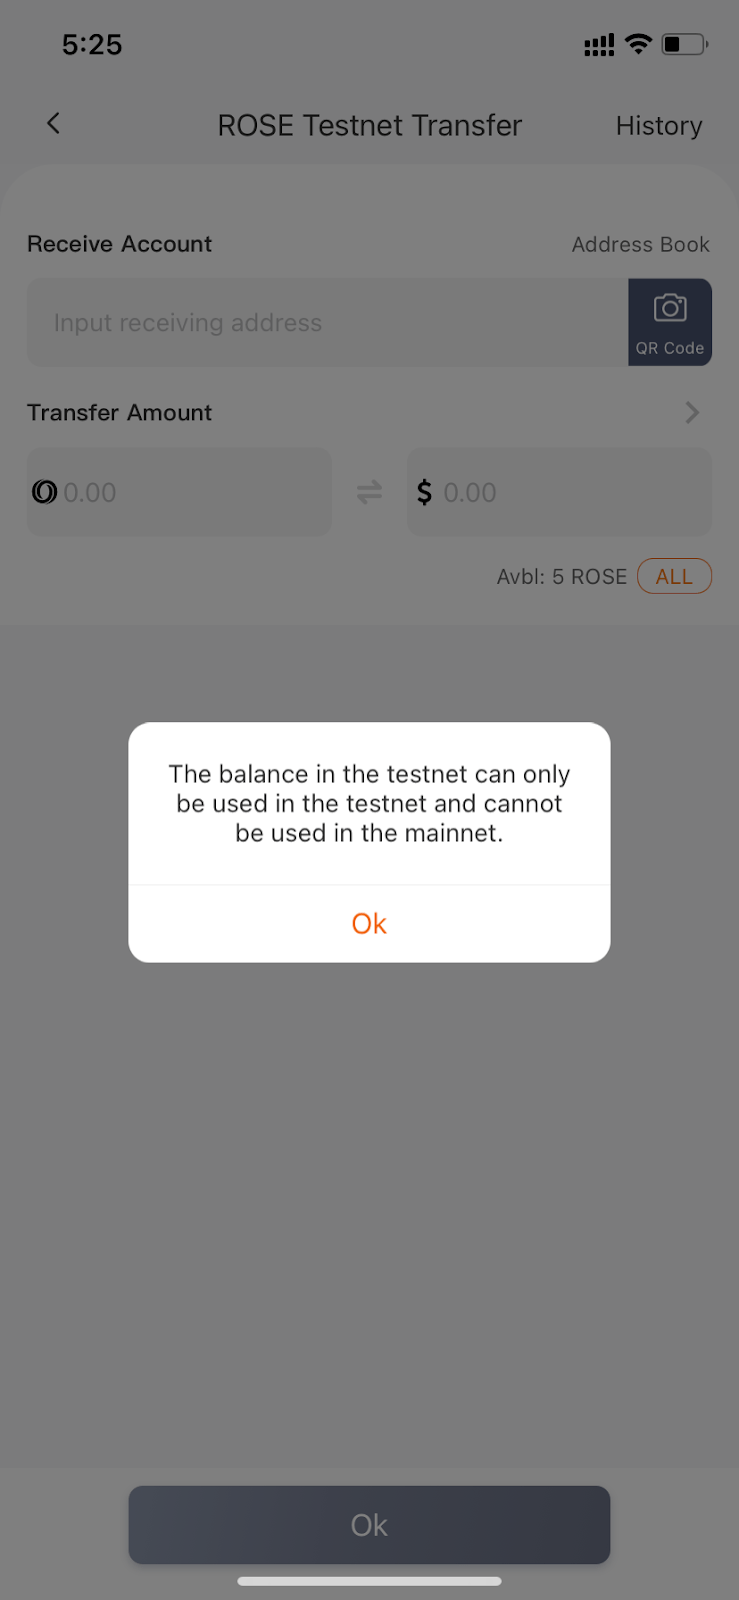 5:25
ROSE Testnet Transfer
History
Receive Account
Address Book
Input receiving address
QR Code
Transfer Amount
0.00
$ 0.00
Avbl: 5 ROSE
ALL
The balance in the testnet can only
be used in the testnet and cannot
be used in the mainnet.
Ok
Ok